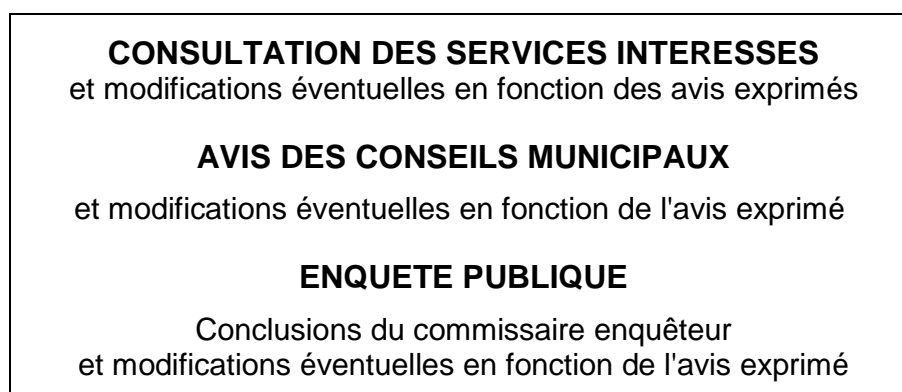 CONSULTATION DES SERVICES INTERESSES
et modifications éventuelles en fonction des avis exprimés
AVIS DES CONSEILS MUNICIPAUX
et modifications éventuelles en fonction de l'avis exprimé
ENQUETE PUBLIQUE
Conclusions du commissaire enquêteur
et modifications éventuelles en fonction de l'avis exprimé